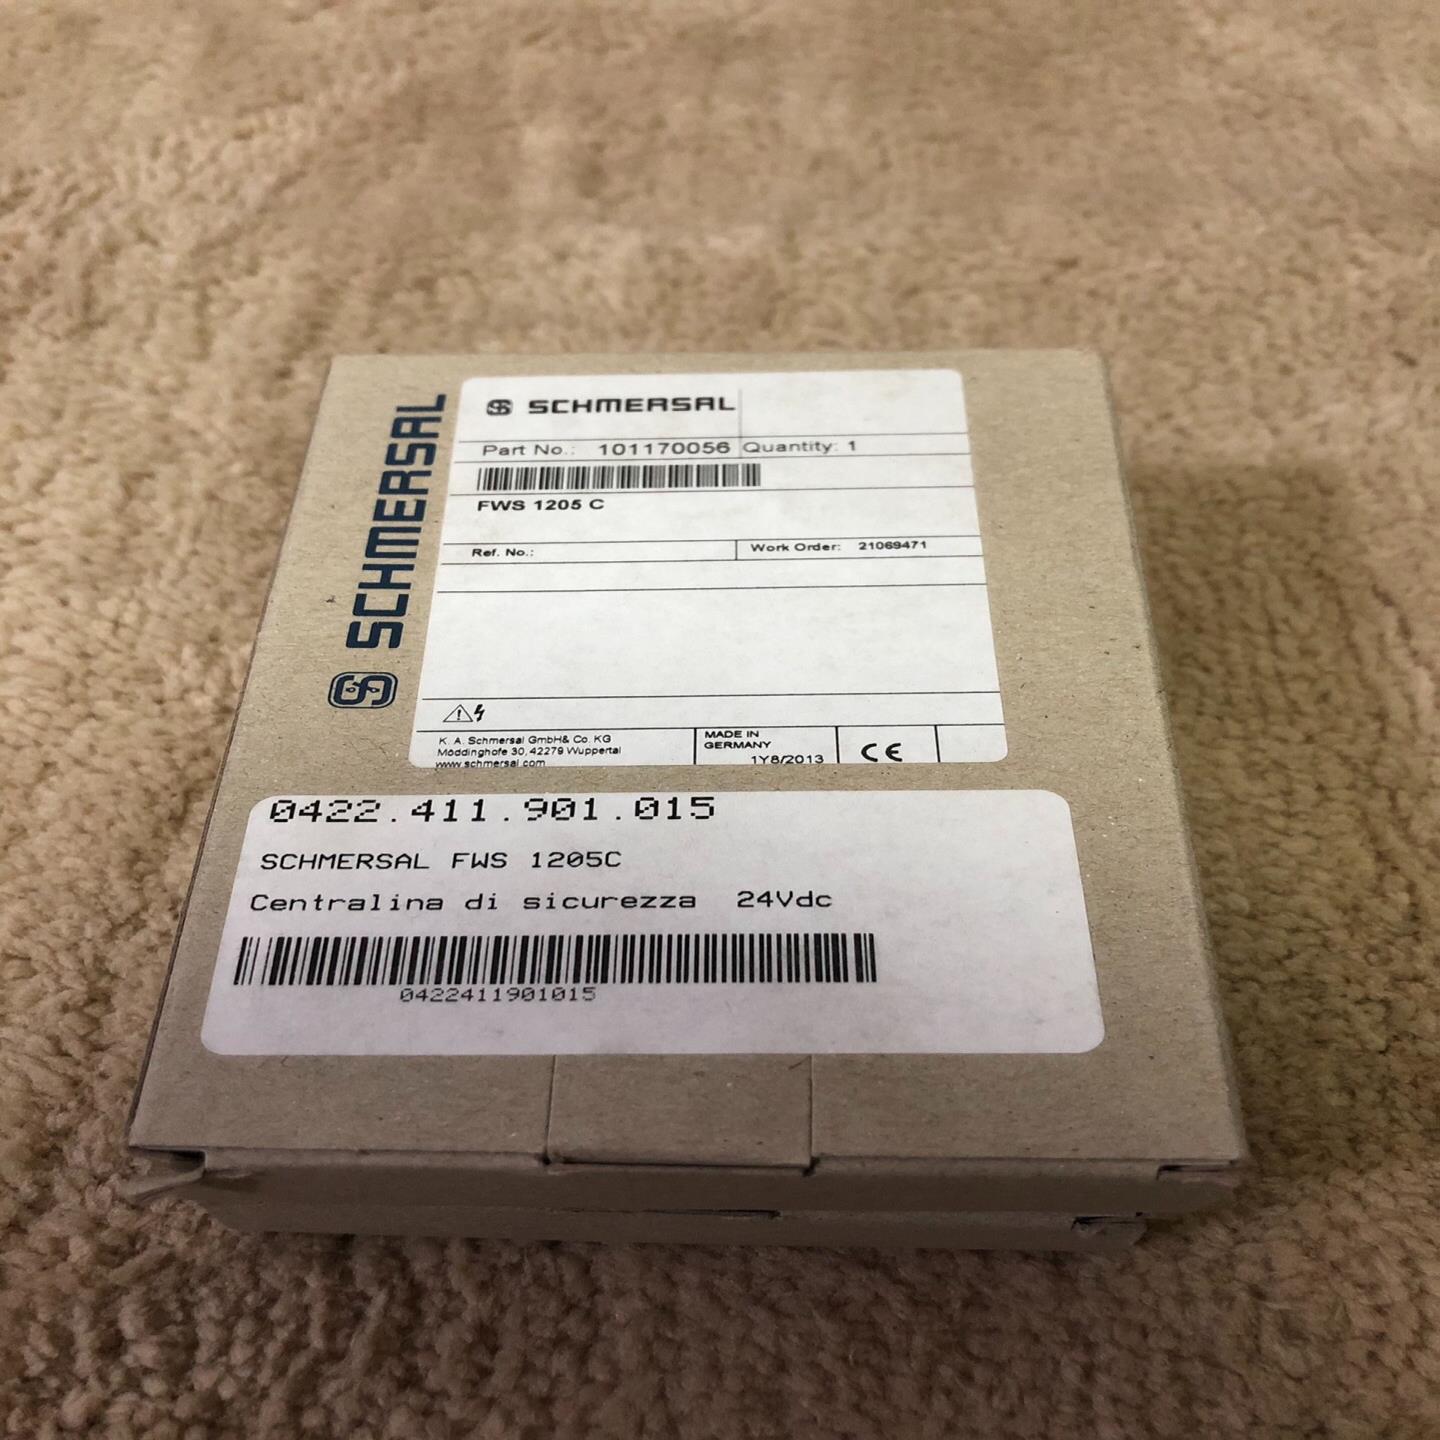 SCHMERSAL
SCHMERSAL
Part No.: 101170056 Quantity: 1
FWS 1205 C
Ref. No.: Work Order: 21069471
K. A. Schmersal GmbH& Co. KG
Möddinghofe 30, 42279 Wuppertal
www.schmersal.com
MADE IN
GERMANY
1Y8/2013
CE
0422.411.901.015
SCHMERSAL FWS 1205C
Centralina di sicurezza 24Vdc
0422411901015